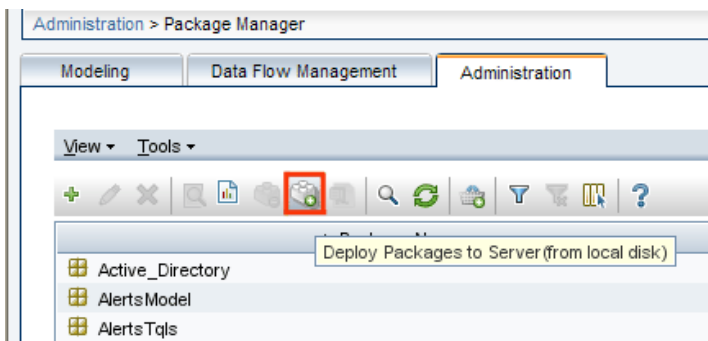 Administration > Package Manager
Modeling Data Flow Management Administration
View Tools
Deploy Packages to Server(from local disk)
Active_Directory
AlertsModel
AlertsTqls